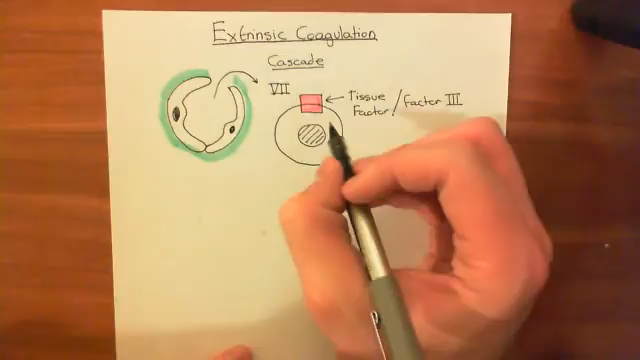 Extrinsic Coagulation
Cascade
VII
Tissue
Factor / Factor III